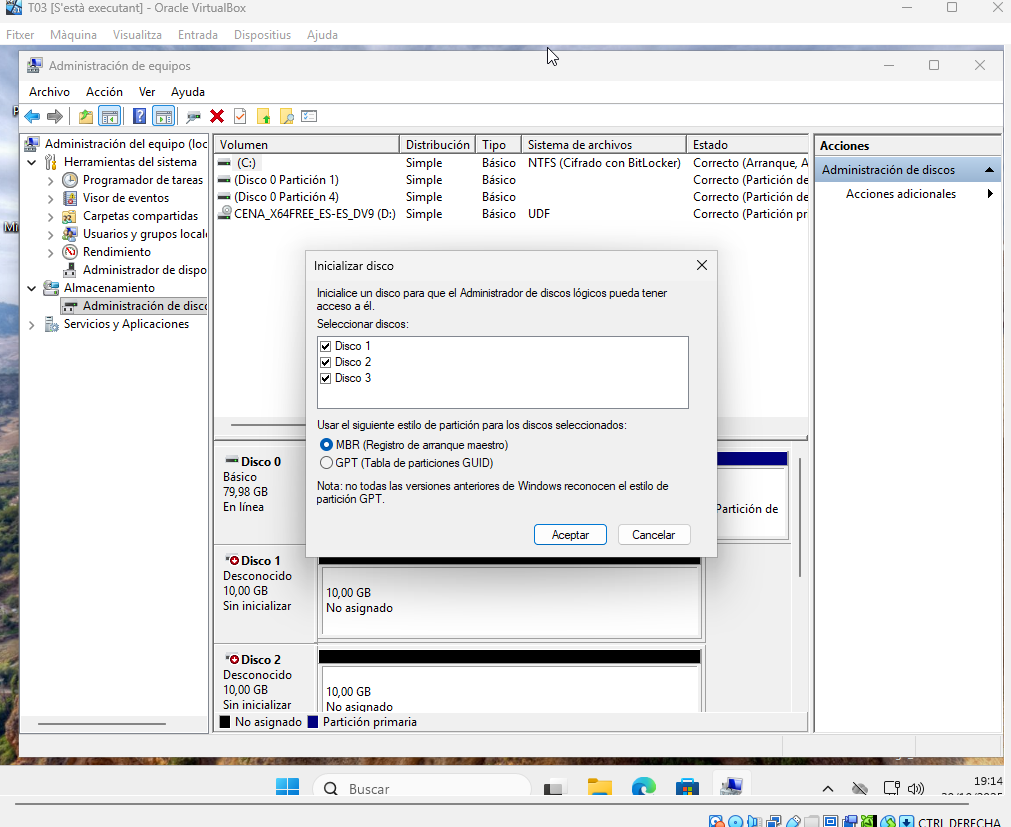 T03 [S'està executant] - Oracle VirtualBox
Fitxer Màquina Visualitza Entrada Dispositius Ajuda
Administración de equipos
Archivo Acción Ver Ayuda
Administración del equipo (loc
Herramientas del sistema
Programador de tareas
Visor de eventos
Carpetas compartidas
Usuarios y grupos locale
Rendimiento
Administrador de dispo
Almacenamiento
Administración de disco
Servicios y Aplicaciones
Volumen Distribución Tipo Sistema de archivos Estado
(C:) Simple Básico NTFS (Cifrado con BitLocker) Correcto (Arranque, A
(Disco 0 Partición 1) Simple Básico Correcto (Partición de
(Disco 0 Partición 4) Simple Básico Correcto (Partición de
CENA_X64FREE_ES-ES_DV9 (D:) Simple Básico UDF Correcto (Partición pr
Acciones
Administración de discos
Acciones adicionales
Inicializar disco
Inicialice un disco para que el Administrador de discos lógicos pueda tener
acceso a él.
Seleccionar discos:
Disco 1
Disco 2
Disco 3
Usar el siguiente estilo de partición para los discos seleccionados:
MBR (Registro de arranque maestro)
GPT (Tabla de particiones GUID)
Nota: no todas las versiones anteriores de Windows reconocen el estilo de
partición GPT.
Aceptar Cancelar
Disco 0
Básico
79,98 GB
En línea
Partición de
Disco 1
Desconocido
10,00 GB
Sin inicializar
10,00 GB
No asignado
Disco 2
Desconocido
10,00 GB
Sin inicializar
10,00 GB
No asignado
No asignado Partición primaria
Buscar
19:14
CTRL DERECHA